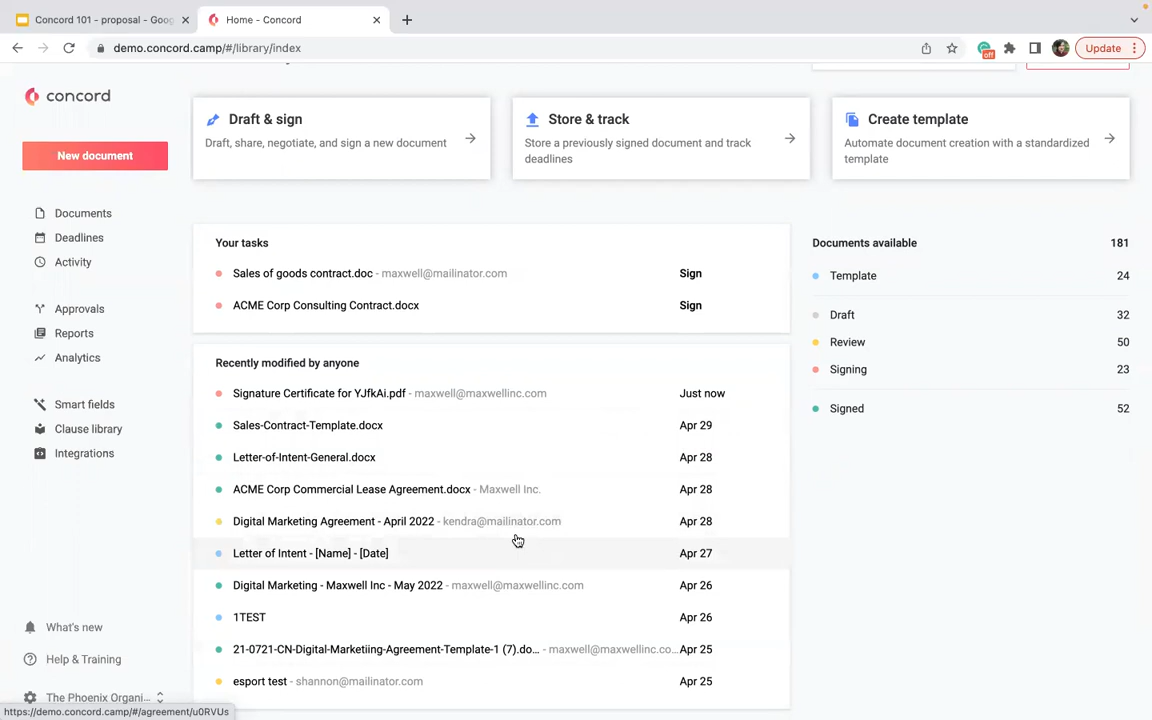 Concord 101 - proposal - Goog
Home - Concord
demo.concord.camp/#/library/index
off
Update
concord
New document
Documents
Deadlines
Activity
Approvals
Reports
Analytics
Smart fields
Clause library
Integrations
What's new
Help & Training
The Phoenix Organi...
https://demo.concord.camp/#/agreement/u0RVUs
Draft & sign
Draft, share, negotiate, and sign a new document
Store & track
Store a previously signed document and track
deadlines
Create template
Automate document creation with a standardized
template
Your tasks
Sales of goods contract.doc - maxwell@mailinator.com Sign
ACME Corp Consulting Contract.docx Sign
Recently modified by anyone
Signature Certificate for YJfkAi.pdf - maxwell@maxwellinc.com Just now
Sales-Contract-Template.docx Apr 29
Letter-of-Intent-General.docx Apr 28
ACME Corp Commercial Lease Agreement.docx - Maxwell Inc. Apr 28
Digital Marketing Agreement - April 2022 - kendra@mailinator.com Apr 28
Letter of Intent - [Name] - [Date] Apr 27
Digital Marketing - Maxwell Inc - May 2022 - maxwell@maxwellinc.com Apr 26
1TEST Apr 26
21-0721-CN-Digital-Marketiing-Agreement-Template-1 (7).do... - maxwell@maxwellinc.co... Apr 25
esport test - shannon@mailinator.com Apr 25
Documents available 181
Template 24
Draft 32
Review 50
Signing 23
Signed 52